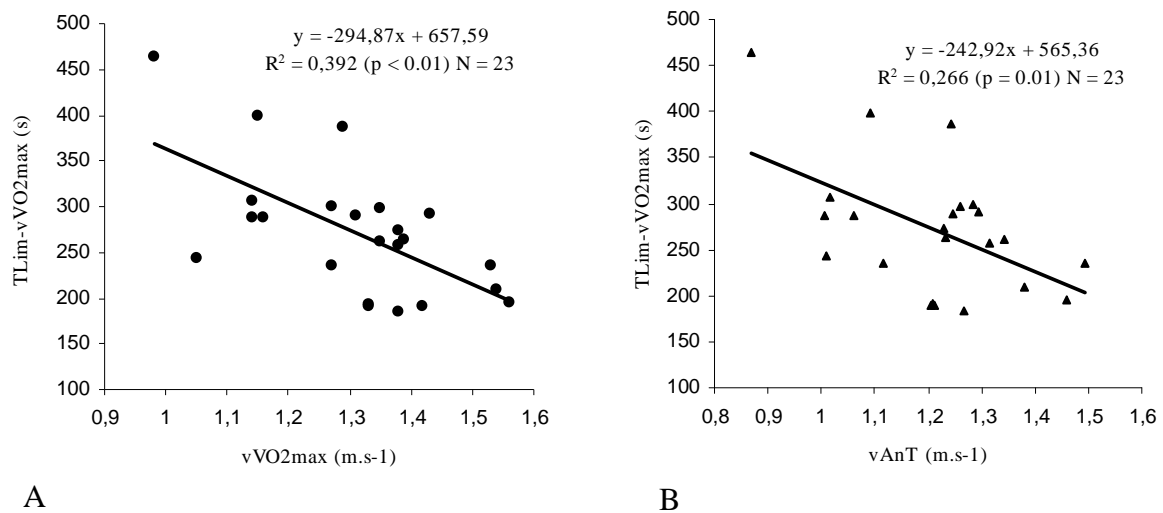 y = -294,87x + 657,59
R² = 0,392 (p < 0.01) N = 23
TLim-vVO2max (s)
500
450
400
350
300
250
200
150
100
0,9 1 1,1 1,2 1,3 1,4 1,5 1,6
vVO2max (m.s-1)
A
y = -242,92x + 565,36
R² = 0,266 (p = 0.01) N = 23
TLim-vVO2max (s)
500
450
400
350
300
250
200
150
100
0,8 0,9 1 1,1 1,2 1,3 1,4 1,5 1,6
vAnT (m.s-1)
B